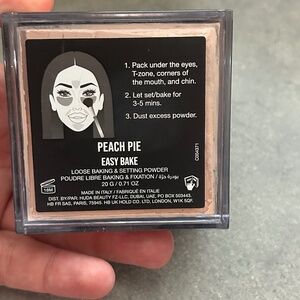 1. Pack under the eyes,
T-zone, corners of
the mouth, and chin.
2. Let set/bake for
3-5 mins.
3. Dust excess powder.
PEACH PIE
EASY BAKE
LOOSE BAKING & SETTING POWDER
POUDRE LIBRE BAKING & FIXATION /
20 G / 0.71 OZ
MADE IN ITALY / FABRIQUÉ EN ITALIE
DIST. BY/PAR: HUDA BEAUTY FZ-LLC, DUBAI, UAE, PO BOX 502443.
HB FR SAS, PARIS, 75945. HB UK HOLD CO. LTD, LONDON, W1K 5QF.